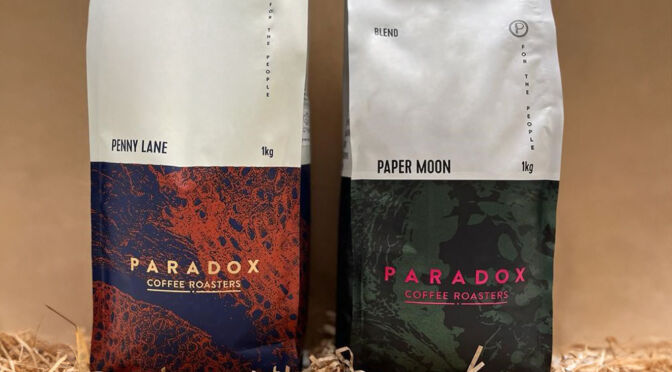 FOR THE PEOPLE
PENNY LANE
1kg
PARADOX
COFFEE ROASTERS
BLEND
P
FOR THE PEOPLE
PAPER MOON
1kg
PARADOX
COFFEE ROASTERS